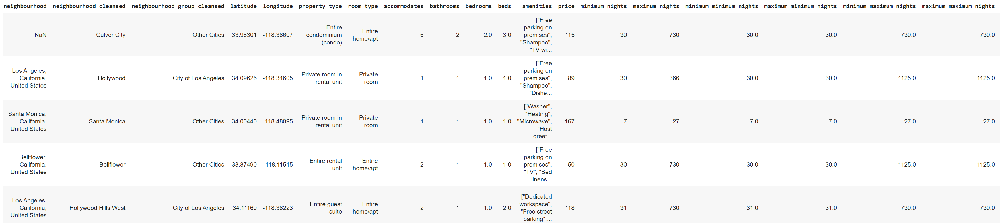 neighbourhood neighbourhood_cleansed neighbourhood_group_cleansed latitude longitude property_type room_type accommodates bathrooms bedrooms beds amenities price minimum_nights maximum_nights minimum_minimum_nights maximum_minimum_nights minimum_maximum_nights maximum_maximum_nights
NaN Culver City Other Cities 33.98301 -118.38607 Entire condominium (condo) Entire home/apt 6 2 2.0 3.0 ["Free parking on premises", "Shampoo", "TV wi... 115 30 730 30.0 30.0 730.0 730.0
Los Angeles, California, United States Hollywood City of Los Angeles 34.09625 -118.34605 Private room in rental unit Private room 1 1 1.0 1.0 ["Free parking on premises", "Shampoo", "Dishe... 89 30 366 30.0 30.0 1125.0 1125.0
Santa Monica, California, United States Santa Monica Other Cities 34.00440 -118.48095 Private room in rental unit Private room 1 1 1.0 1.0 ["Washer", "Heating", "Microwave", "Host greet... 167 7 27 7.0 7.0 27.0 27.0
Bellflower, California, United States Bellflower Other Cities 33.87490 -118.11515 Entire rental unit Entire home/apt 2 1 1.0 1.0 ["Free parking on premises", "TV", "Bed linens... 50 30 730 30.0 30.0 1125.0 1125.0
Los Angeles, California, United States Hollywood Hills West City of Los Angeles 34.11160 -118.38223 Entire guest suite Entire home/apt 2 1 1.0 2.0 ["Dedicated workspace", "Free street parking",... 118 31 730 31.0 31.0 730.0 730.0